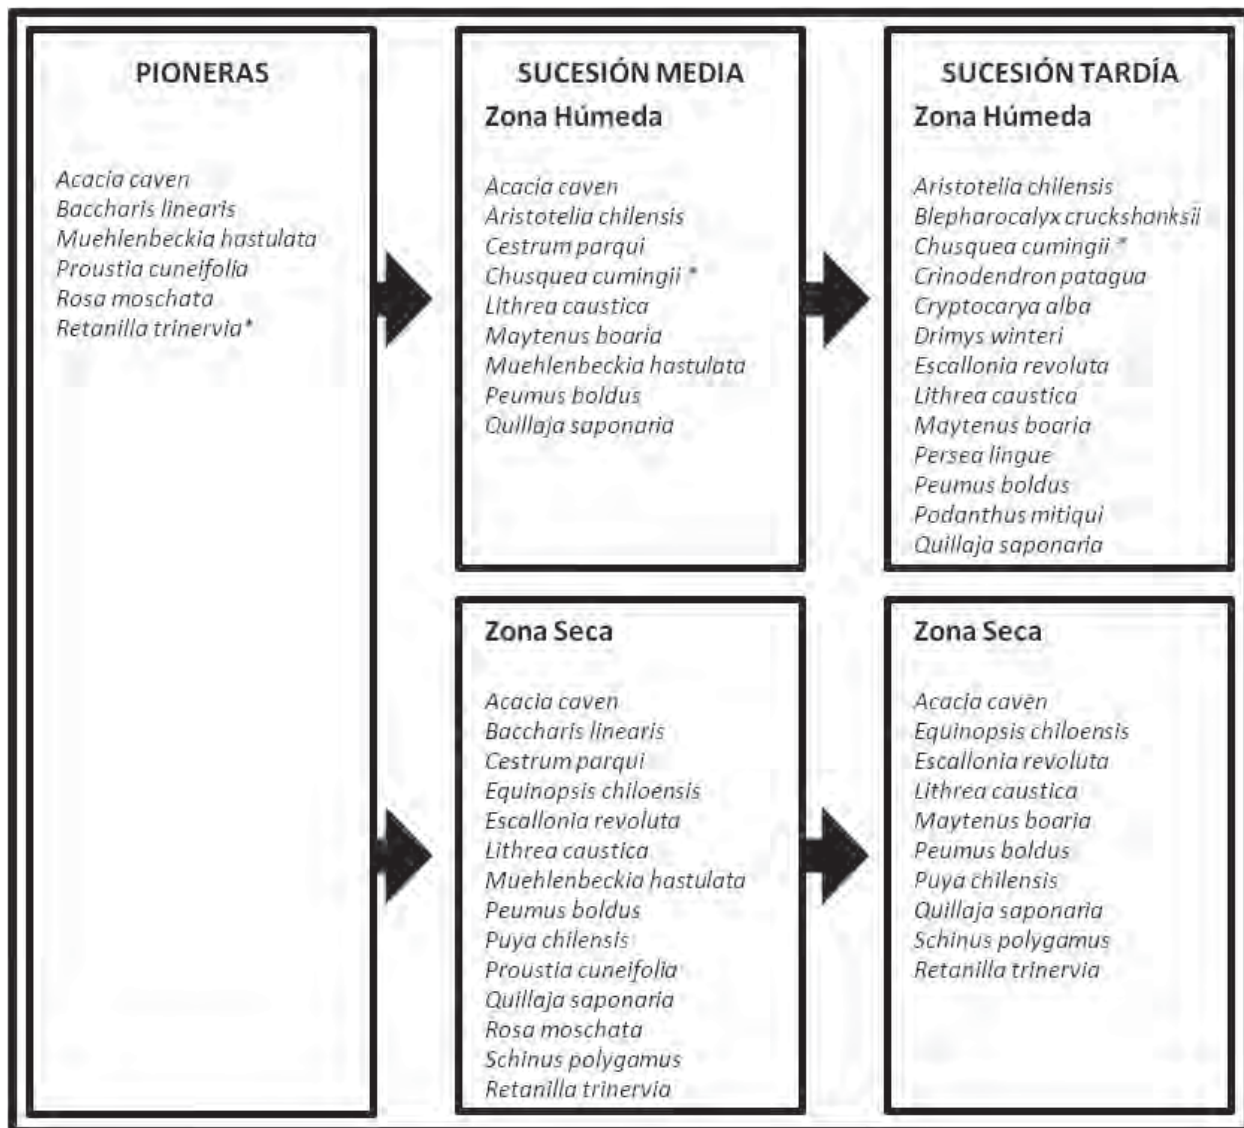 PIONERAS
Acacia caven
Baccharis linearis
Muehlenbeckia hastulata
Proustia cuneifolia
Rosa moschata
Retanilla trinervia*
SUCESIÓN MEDIA
Zona Húmeda
Acacia caven
Aristotelia chilensis
Cestrum parqui
Chusquea cumingii *
Lithrea caustica
Maytenus boaria
Muehlenbeckia hastulata
Peumus boldus
Quillaja saponaria
SUCESIÓN TARDÍA
Zona Húmeda
Aristotelia chilensis
Blepharocalyx cruckshanksii
Chusquea cumingii *
Crinodendron patagua
Cryptocarya alba
Drimys winteri
Escallonia revoluta
Lithrea caustica
Maytenus boaria
Persea lingue
Peumus boldus
Podanthus mitiqui
Quillaja saponaria
Zona Seca
Acacia caven
Baccharis linearis
Cestrum parqui
Equinopsis chiloensis
Escallonia revoluta
Lithrea caustica
Muehlenbeckia hastulata
Peumus boldus
Puya chilensis
Proustia cuneifolia
Quillaja saponaria
Rosa moschata
Schinus polygamus
Retanilla trinervia
Zona Seca
Acacia caven
Equinopsis chiloensis
Escallonia revoluta
Lithrea caustica
Maytenus boaria
Peumus boldus
Puya chilensis
Quillaja saponaria
Schinus polygamus
Retanilla trinervia